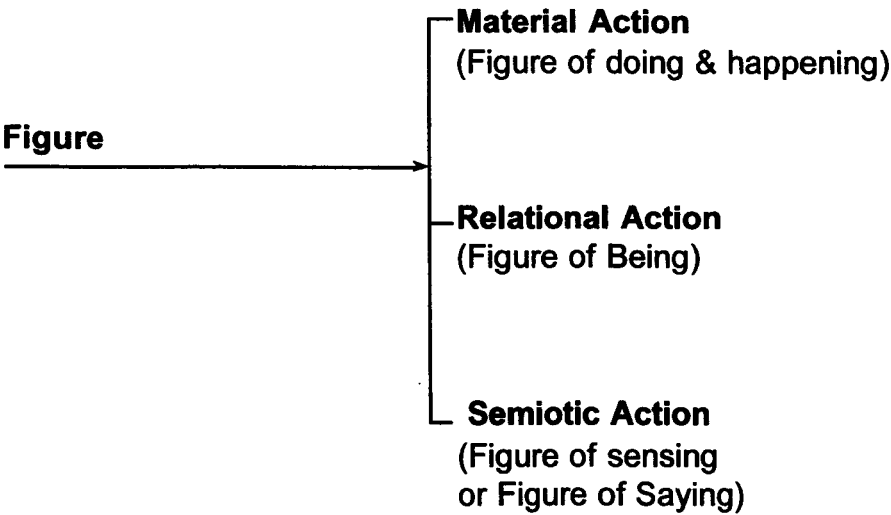 Material Action
(Figure of doing & happening)
Figure
Relational Action
(Figure of Being)
Semiotic Action
(Figure of sensing
or Figure of Saying)